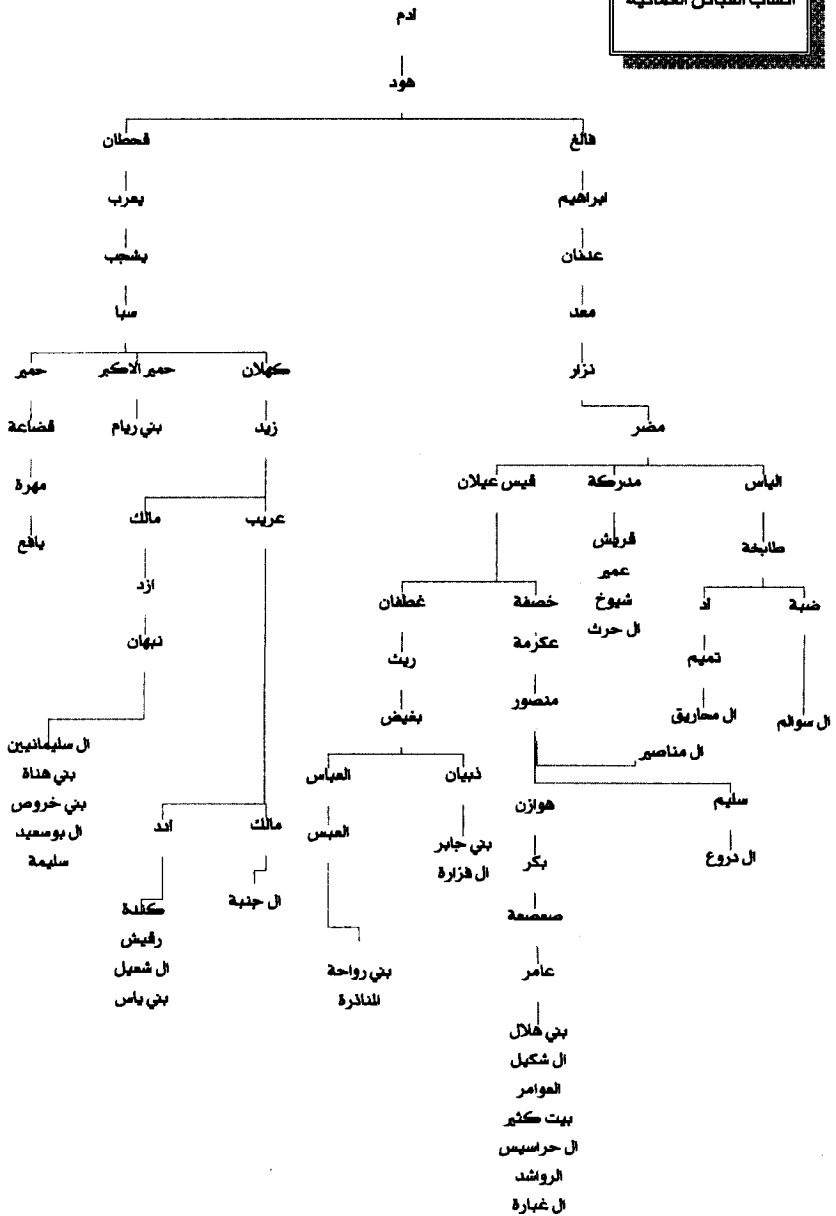 انساب القبائل العمانية
ادم
هود
فالغ
قحطان
ابراهيم
يعرب
عدنان
يشجب
معد
سبا
نزار
كهلان
حمير الاكبر
حمير
مضر
زيد
بني ريام
قضاعة
الياس
مدركة
قيس عيلان
عريب
مالك
مهرة
طابخة
قريش
عمير
شيوخ
ال حرث
يافع
ازد
ضبة
اد
خصفة
غطفان
نبهان
تميم
عكرمة
ريث
ال سوالم
ال محاريق
منصور
بغيض
ال مناصير
ال سليمانيين
بني هناة
بني خروص
ال بوسعيد
سليمة
سليم
هوازن
ذبيان
العباس
مالك
ادد
ال دروع
بكر
بني جابر
ال فزارة
العبس
ال جنبة
كندة
رقيش
ال شعيل
بني ياس
صعصعة
عامر
بني رواحة
المناذرة
بني هلال
ال شكيل
العوامر
بيت كثير
ال حراسيس
الرواشد
ال غبارة